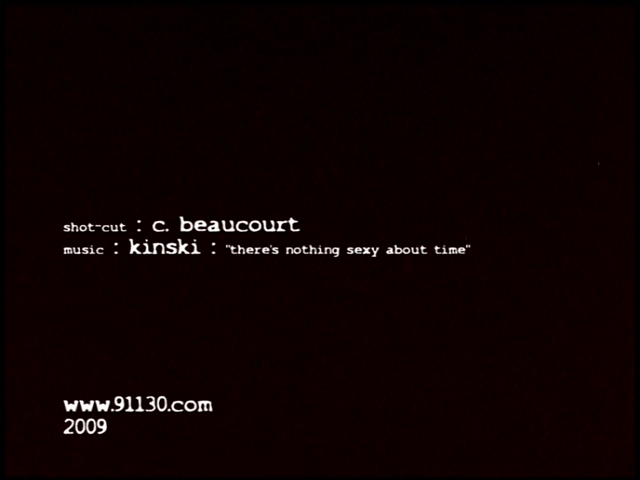 shot-cut : c. beaucourt
music : kinski : "there's nothing sexy about time"
www.91130.com
2009